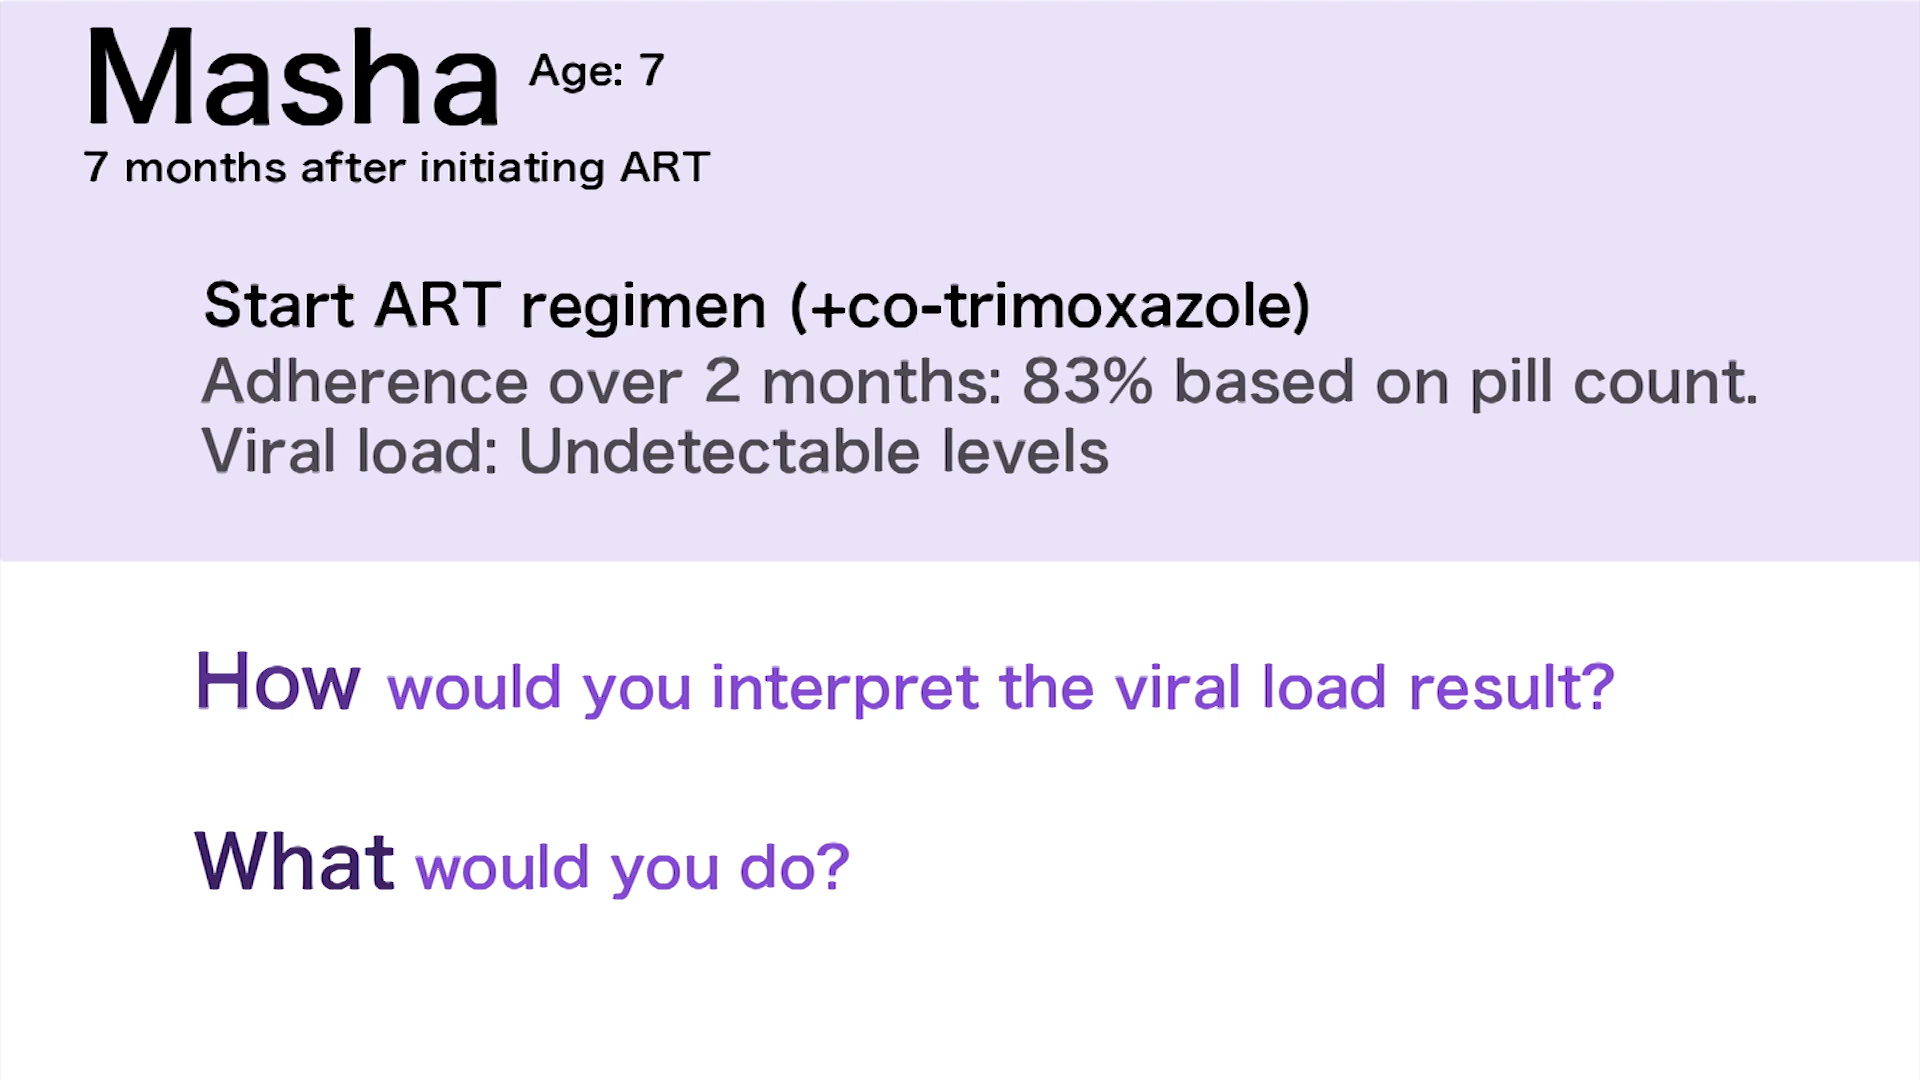 Masha Age: 7
7 months after initiating ART
Start ART regimen (+co-trimoxazole)
Adherence over 2 months: 83% based on pill count.
Viral load: Undetectable levels
How would you interpret the viral load result?
What would you do?